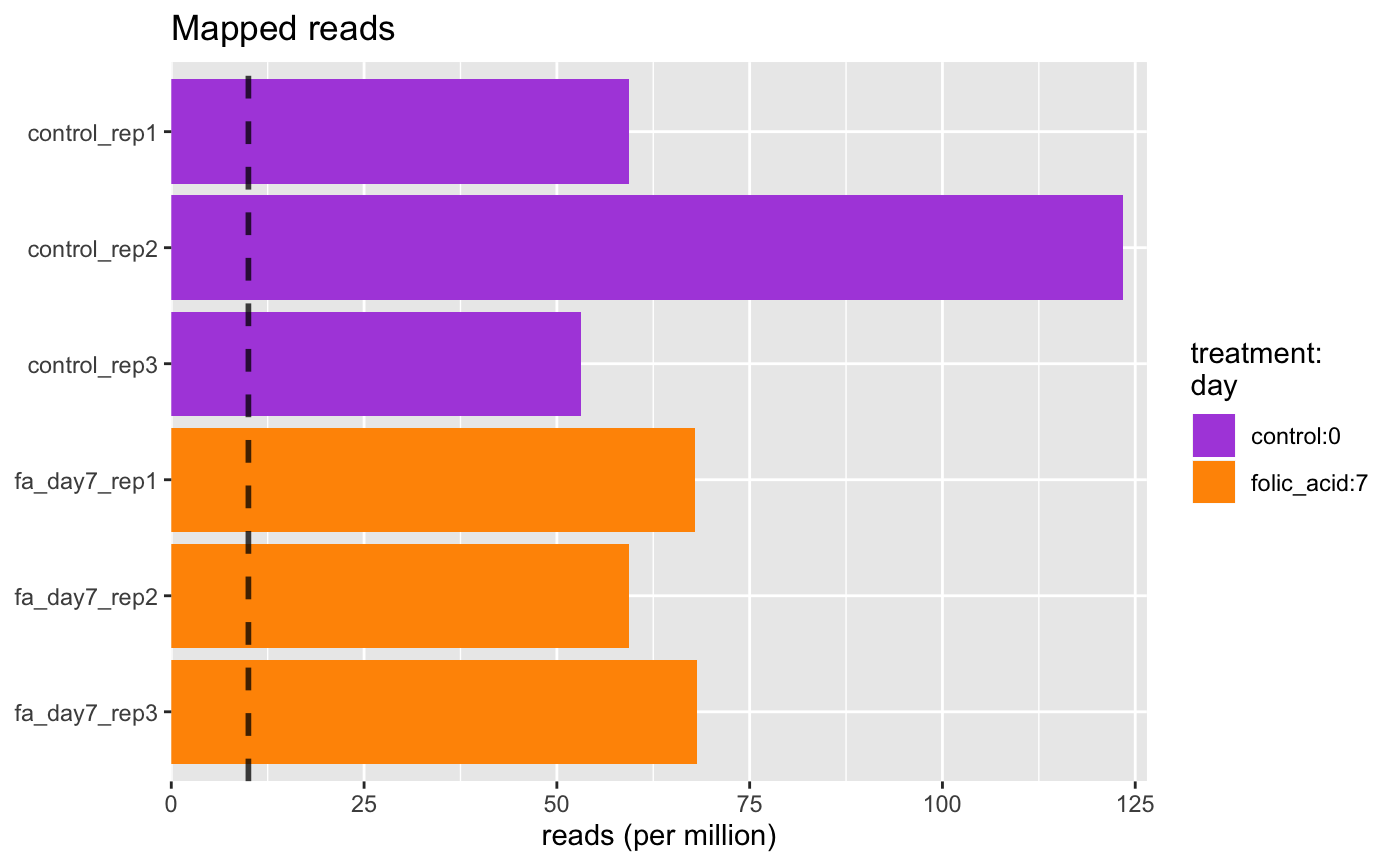 Mapped reads
control_rep1
control_rep2
control_rep3
fa_day7_rep1
fa_day7_rep2
fa_day7_rep3
0 25 50 75 100 125
reads (per million)
treatment:
day
control:0
folic_acid:7